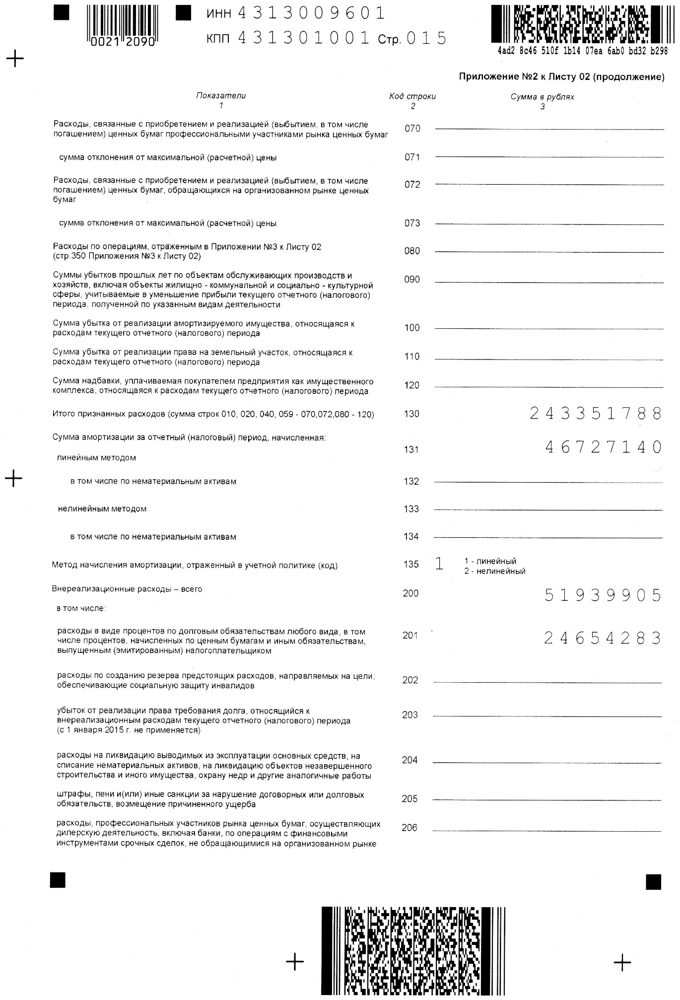 0021 2090
ИНН 4313009601
КПП 431301001 Стр. 015
4ad2 8c46 510f 1b14 07ea 6ab0 bd32 b298
Приложение №2 к Листу 02 (продолжение)
Показатели Код строки Сумма в рублях
1 2 3
Расходы, связанные с приобретением и реализацией (выбытием, в том числе
погашением) ценных бумаг профессиональными участниками рынка ценных бумаг 070
сумма отклонения от максимальной (расчетной) цены 071
Расходы, связанные с приобретением и реализацией (выбытием, в том числе
погашением) ценных бумаг, обращающихся на организованном рынке ценных 072
бумаг
сумма отклонения от максимальной (расчетной) цены 073
Расходы по операциям, отраженным в Приложении №3 к Листу 02
(стр.350 Приложения №3 к Листу 02) 080
Суммы убытков прошлых лет по объектам обслуживающих производств и 090
хозяйств, включая объекты жилищно - коммунальной и социально - культурной
сферы, учитываемые в уменьшение прибыли текущего отчетного (налогового)
периода, полученной по указанным видам деятельности
Сумма убытка от реализации амортизируемого имущества, относящаяся к 100
расходам текущего отчетного (налогового) периода
Сумма убытка от реализации права на земельный участок, относящаяся к 110
расходам текущего отчетного (налогового) периода
Сумма надбавки, уплачиваемая покупателем предприятия как имущественного 120
комплекса, относящаяся к расходам текущего отчетного (налогового) периода
Итого признанных расходов (сумма строк 010, 020, 040, 059 - 070,072,080 - 120) 130 243351788
Сумма амортизации за отчетный (налоговый) период, начисленная:
131 46727140
линейным методом
в том числе по нематериальным активам 132
нелинейным методом 133
в том числе по нематериальным активам 134
Метод начисления амортизации, отраженный в учетной политике (код) 135 1 1 - линейный
2 - нелинейный
Внереализационные расходы – всего 200 51939905
в том числе:
расходы в виде процентов по долговым обязательствам любого вида, в том 201 24654283
числе процентов, начисленных по ценным бумагам и иным обязательствам,
выпущенным (эмитированным) налогоплательщиком
расходы по созданию резерва предстоящих расходов, направляемых на цели, 202
обеспечивающие социальную защиту инвалидов
убыток от реализации права требования долга, относящийся к 203
внереализационным расходам текущего отчетного (налогового) периода
(с 1 января 2015 г. не применяется)
расходы на ликвидацию выводимых из эксплуатации основных средств, на 204
списание нематериальных активов, на ликвидацию объектов незавершенного
строительства и иного имущества, охрану недр и другие аналогичные работы
штрафы, пени и(или) иные санкции за нарушение договорных или долговых 205
обязательств, возмещение причиненного ущерба
расходы, профессиональных участников рынка ценных бумаг, осуществляющих 206
дилерскую деятельность, включая банки, по операциям с финансовыми
инструментами срочных сделок, не обращающимися на организованном рынке